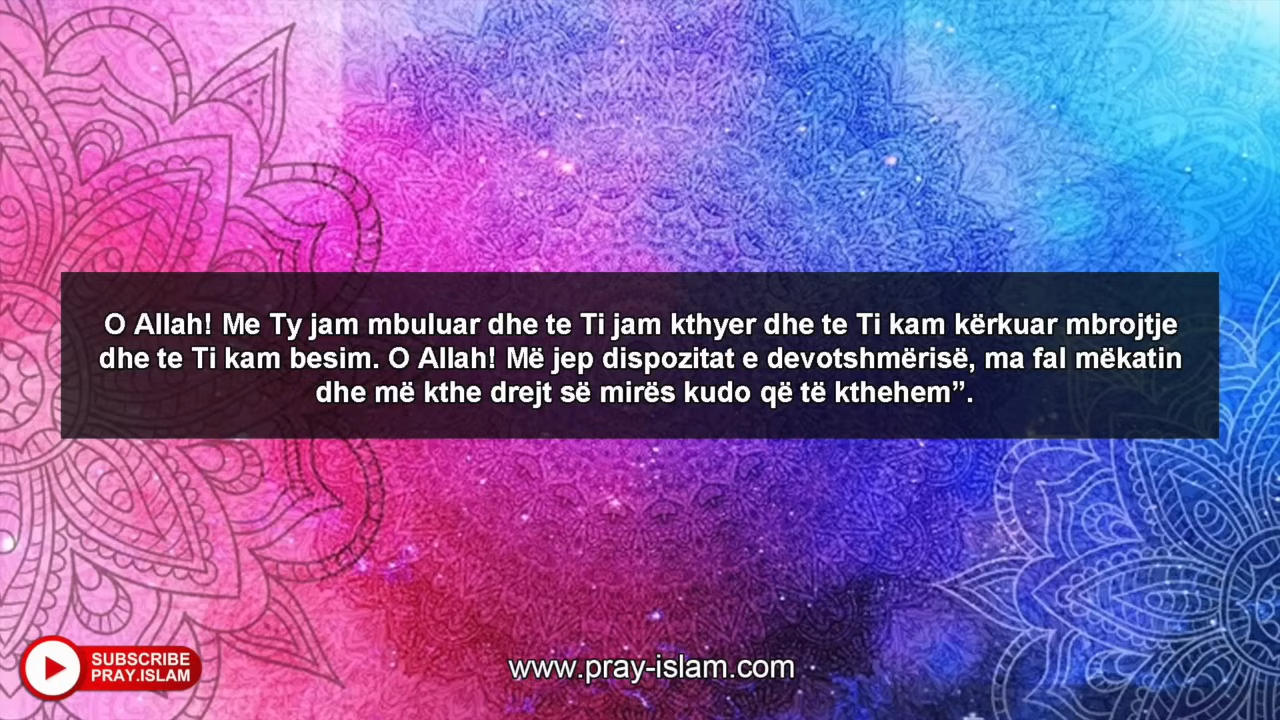 O Allah! Me Ty jam mbuluar dhe te Ti jam kthyer dhe te Ti kam kërkuar mbrojtje
dhe te Ti kam besim. O Allah! Më jep dispozitat e devotshmërisë, ma fal mëkatin
dhe më kthe drejt së mirës kudo që të kthehem”.
SUBSCRIBE
PRAY.ISLAM
www.pray-islam.com